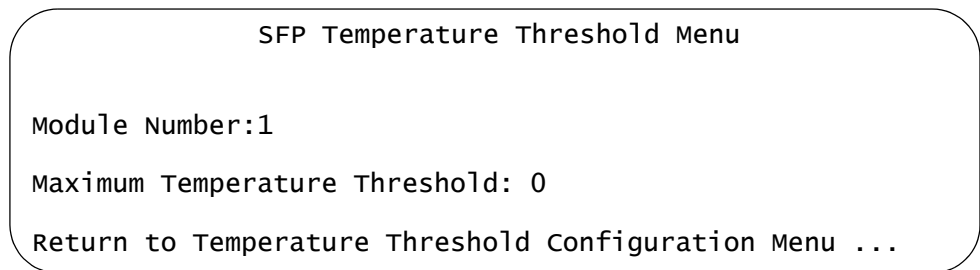 SFP Temperature Threshold Menu
Module Number:1
Maximum Temperature Threshold: 0
Return to Temperature Threshold Configuration Menu ...